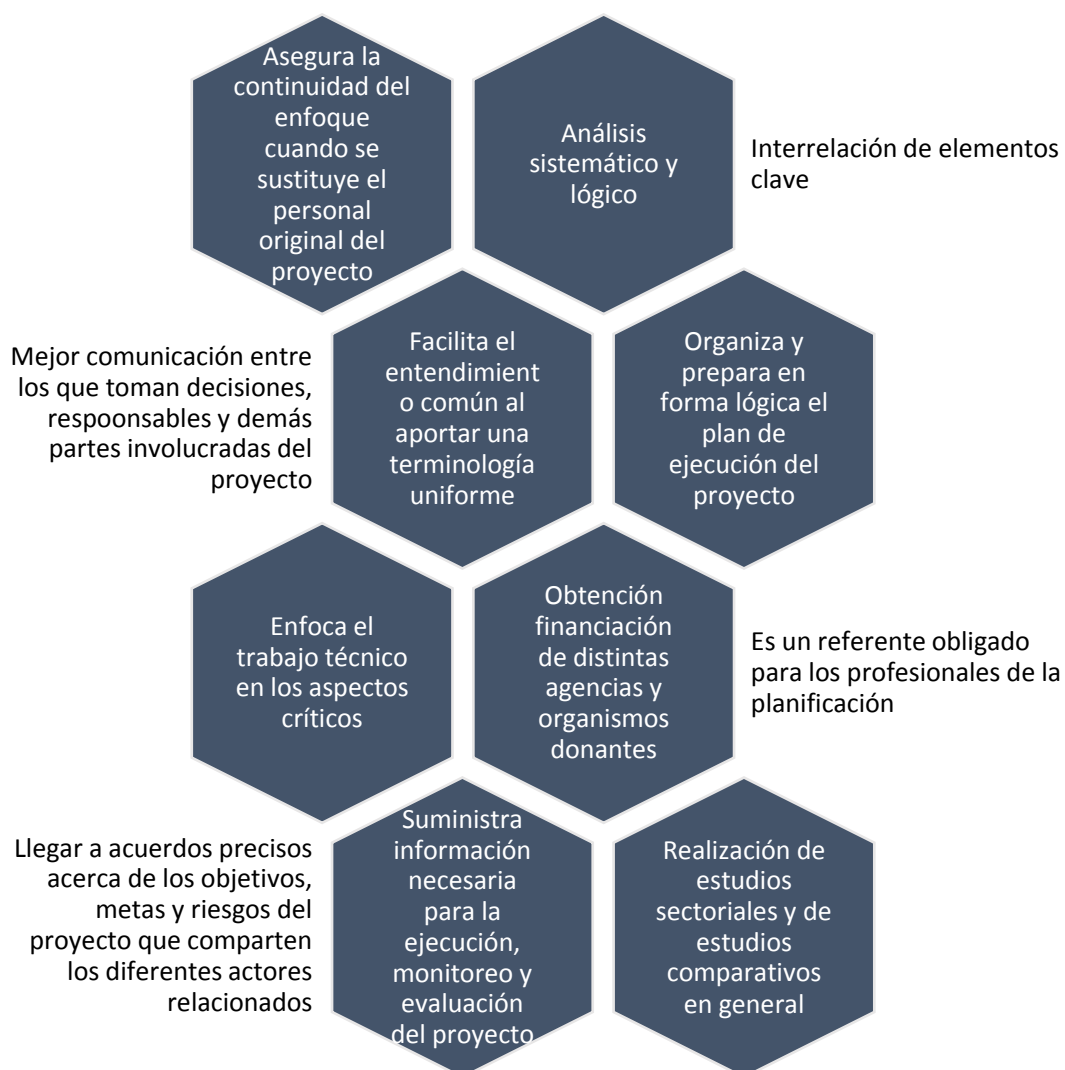 Asegura la
continuidad del
enfoque
cuando se
sustituye el
personal
original del
proyecto
Análisis
sistemático y
lógico
Interrelación de elementos
clave
Mejor comunicación entre
los que toman decisiones,
respoonsables y demás
partes involucradas del
proyecto
Facilita el
entendimient
o común al
aportar una
terminología
uniforme
Organiza y
prepara en
forma lógica el
plan de
ejecución del
proyecto
Enfoca el
trabajo técnico
en los aspectos
críticos
Obtención
financiación
de distintas
agencias y
organismos
donantes
Es un referente obligado
para los profesionales de la
planificación
Llegar a acuerdos precisos
acerca de los objetivos,
metas y riesgos del
proyecto que comparten
los diferentes actores
relacionados
Suministra
información
necesaria
para la
ejecución,
monitoreo y
evaluación
del proyecto
Realización de
estudios
sectoriales y de
estudios
comparativos
en general